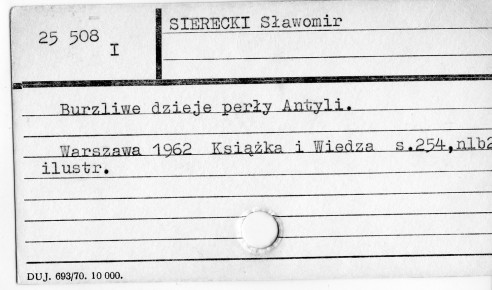 25 508
I
SIERECKI Sławomir
Burzliwe dzieje perły Antyli.
Warszawa 1962 Książka i Wiedza s.254,nlb2
ilustr.
DUJ. 693/70. 10 000.